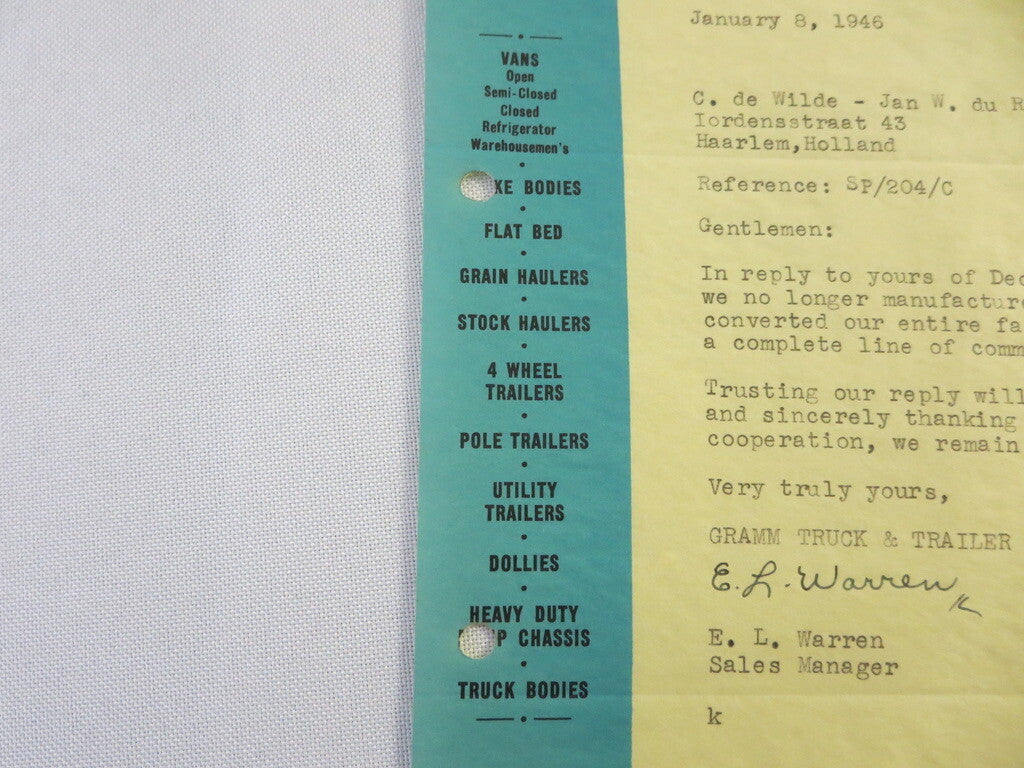 VANS
Open
Semi-Closed
Closed
Refrigerator
Warehousemen's
KE BODIES
FLAT BED
GRAIN HAULERS
STOCK HAULERS
4 WHEEL
TRAILERS
POLE TRAILERS
UTILITY
TRAILERS
DOLLIES
HEAVY DUTY
P CHASSIS
TRUCK BODIES
January 8, 1946
C. de Wilde - Jan W. du R
Iordensstraat 43
Haarlem,Holland
Reference: SP/204/C
Gentlemen:
In reply to yours of Dec
we no longer manufacture
converted our entire fa
a complete line of comm
Trusting our reply will
and sincerely thanking
cooperation, we remain
Very truly yours,
GRAMM TRUCK & TRAILER
E. L. Warren
E. L. Warren
Sales Manager
k